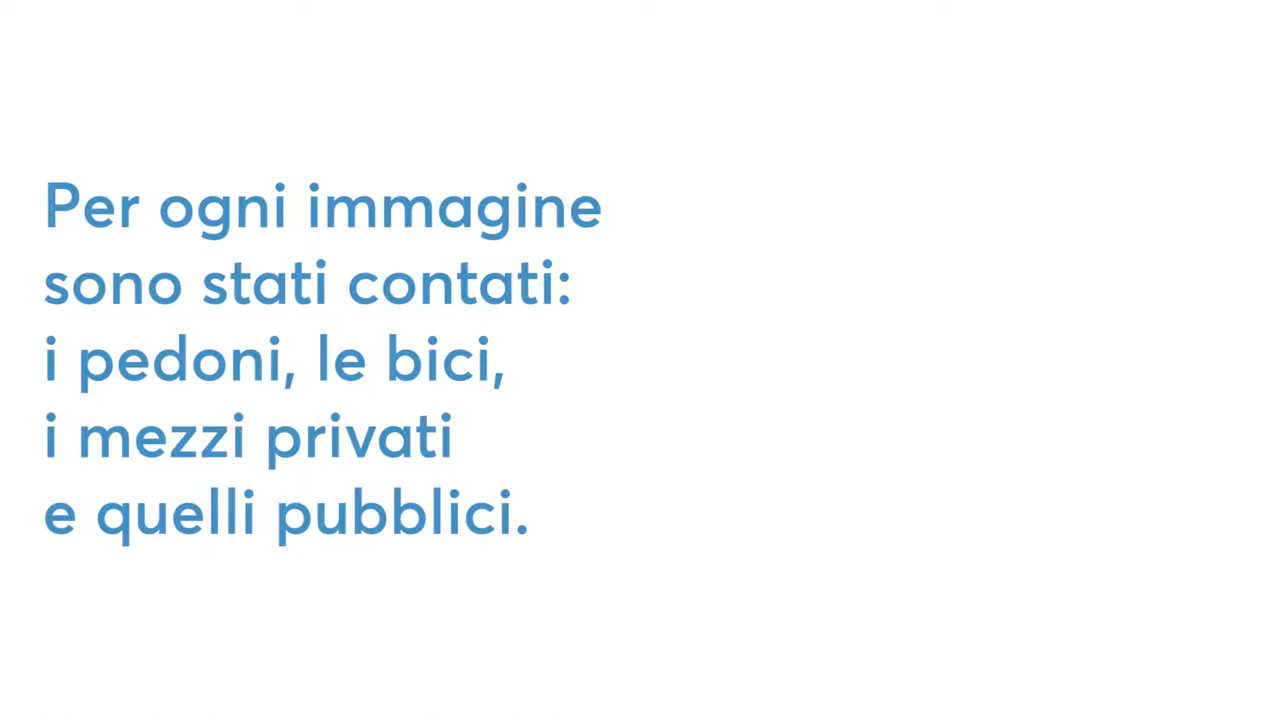 Per ogni immagine
sono stati contati:
i pedoni, le bici,
i mezzi privati
e quelli pubblici.